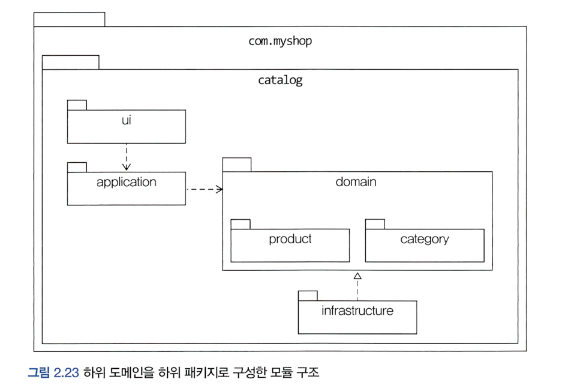 com.myshop
catalog
ui
application
domain
product
category
infrastructure
그림 2.23 하위 도메인을 하위 패키지로 구성한 모듈 구조